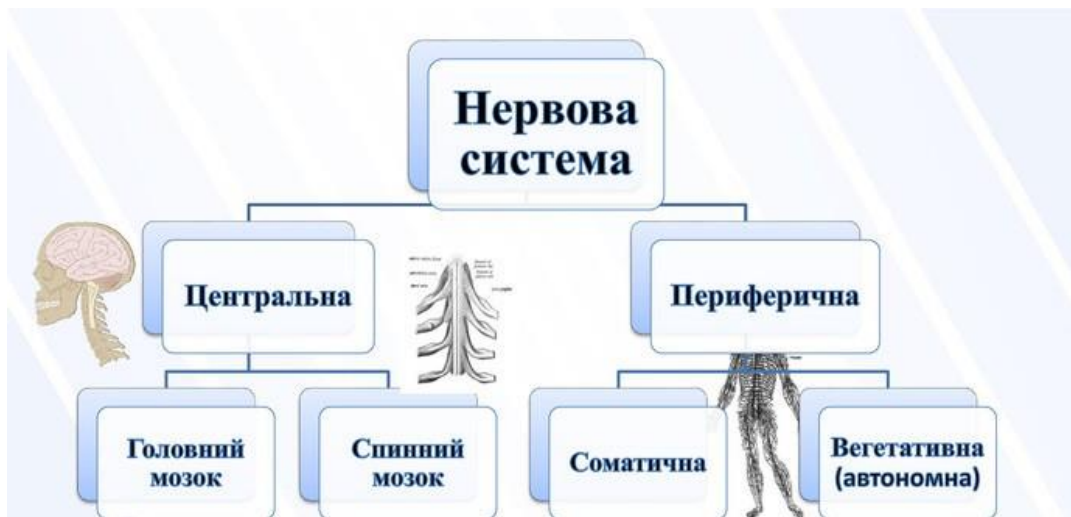 Нервова
система
Центральна
Периферична
Головний
мозок
Спинний
мозок
Соматична
Вегетативна
(автономна)